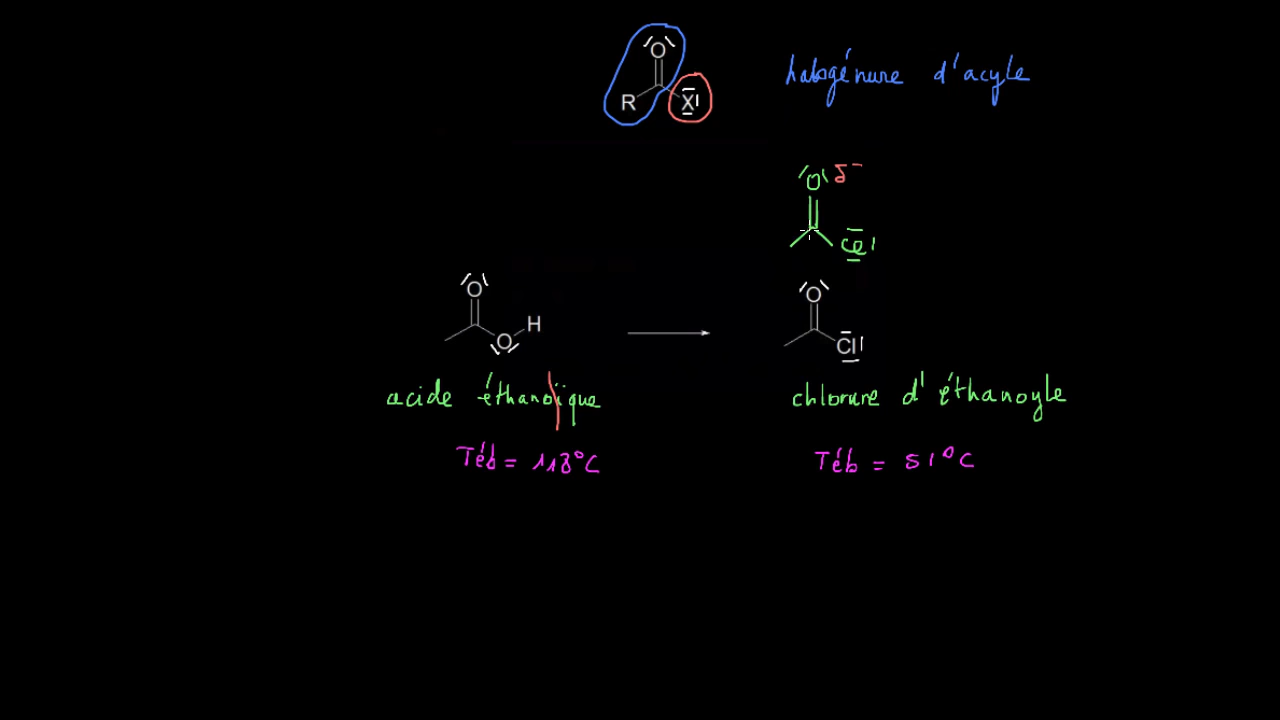 O
R X
halogénure d'acyle
O δ-
Cl
O
O H
O
Cl
acide éthanoïque
chlorure d'éthanoyle
Téb = 118°C
Téb = 51°C